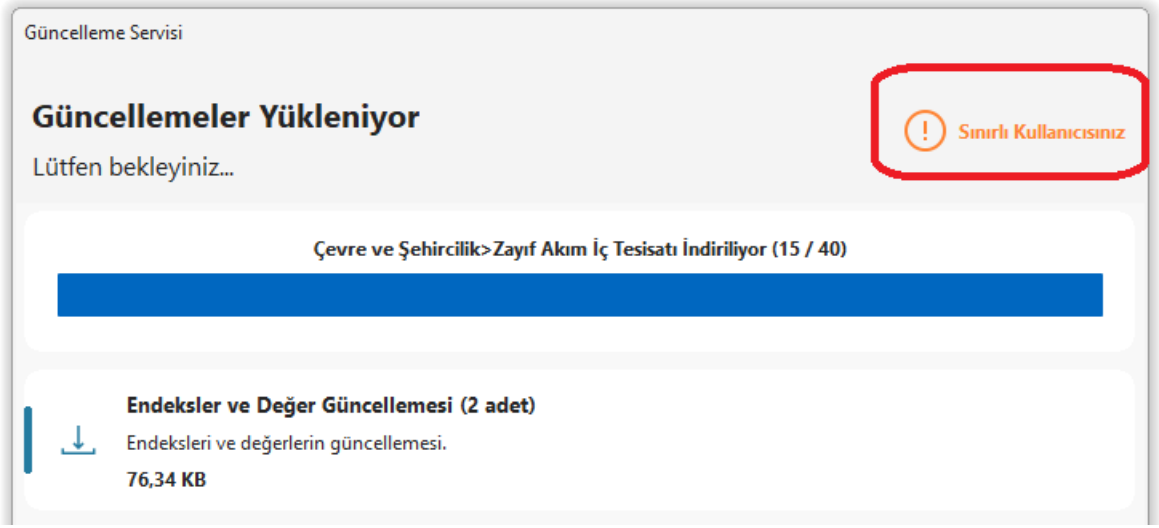 Güncelleme Servisi
Güncellemeler Yükleniyor
Sınırlı Kullanıcısınız
Lütfen bekleyiniz...
Çevre ve Şehircilik>Zayıf Akım İç Tesisatı İndiriliyor (15 / 40)
Endeksler ve Değer Güncellemesi (2 adet)
Endeksleri ve değerlerin güncellemesi.
76,34 KB